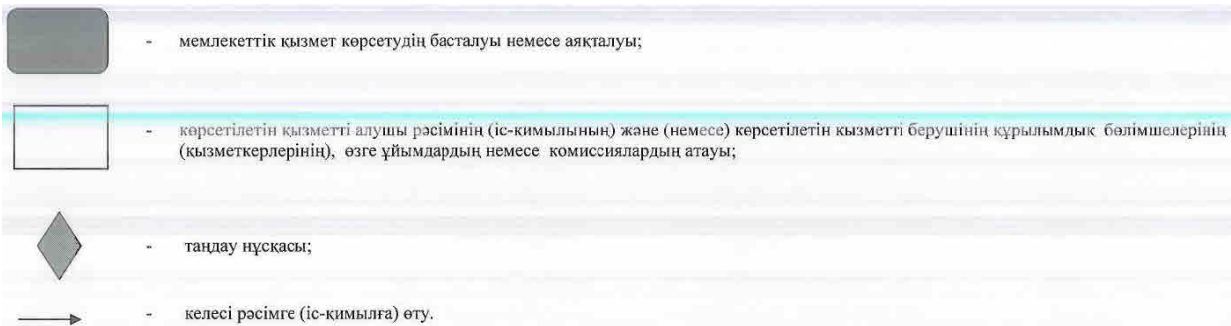 - мемлекеттік қызмет көрсетудің басталуы немесе аяқталуы;
- көрсетілетін қызметті алушы рәсімінің (іс-қимылының) және (немесе) көрсетілетін қызметті берушінің құрылымдық бөлімшелерінің
(қызметкерлерінің), өзге ұйымдардың немесе комиссиялардың атауы;
- таңдау нұсқасы;
- келесі рәсімге (іс-қимылға) өту.